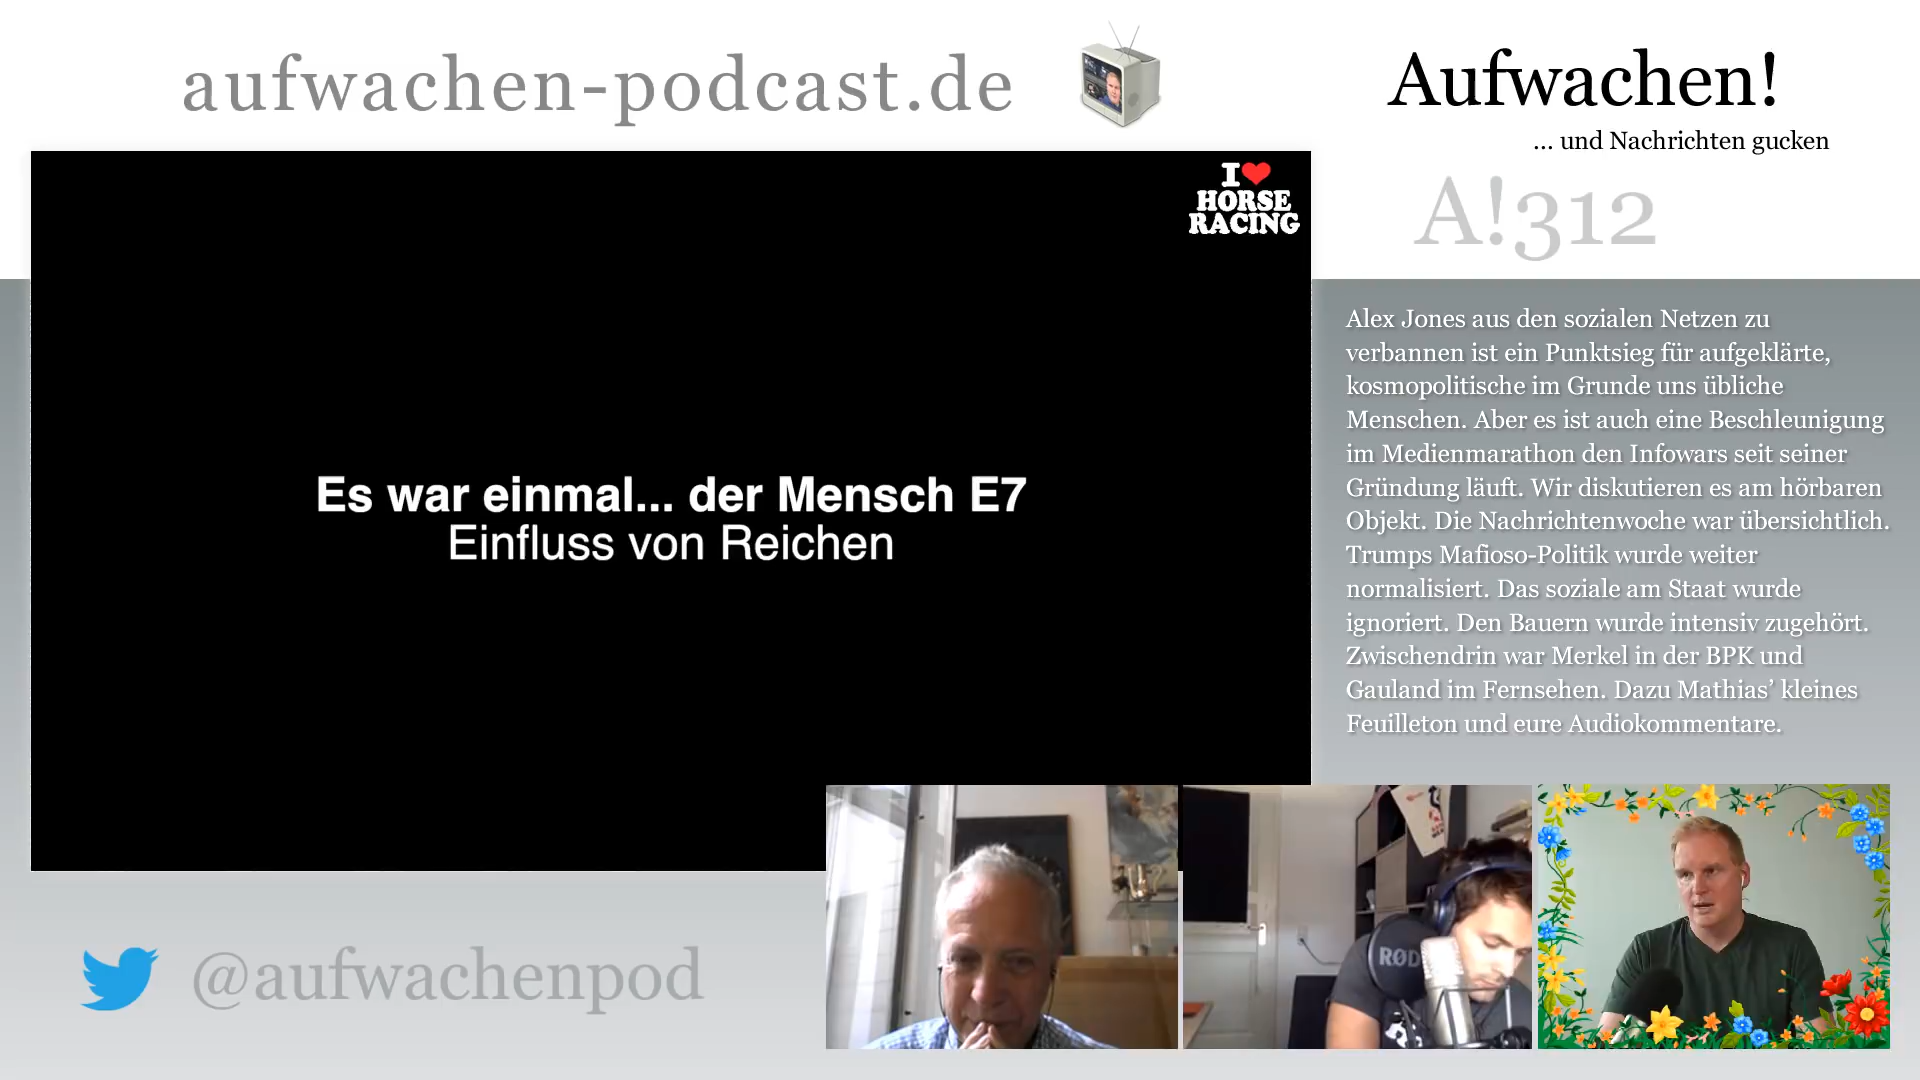 aufwachen-podcast.de
Aufwachen!
... und Nachrichten gucken
A!312
I
HORSE
RACING
Es war einmal... der Mensch E7
Einfluss von Reichen
Alex Jones aus den sozialen Netzen zu
verbannen ist ein Punktsieg für aufgeklärte,
kosmopolitische im Grunde uns übliche
Menschen. Aber es ist auch eine Beschleunigung
im Medienmarathon den Infowars seit seiner
Gründung läuft. Wir diskutieren es am hörbaren
Objekt. Die Nachrichtenwoche war übersichtlich.
Trumps Mafioso-Politik wurde weiter
normalisiert. Das soziale am Staat wurde
ignoriert. Den Bauern wurde intensiv zugehört.
Zwischendrin war Merkel in der BPK und
Gauland im Fernsehen. Dazu Mathias’ kleines
Feuilleton und eure Audiokommentare.
@aufwachenpod
RØD